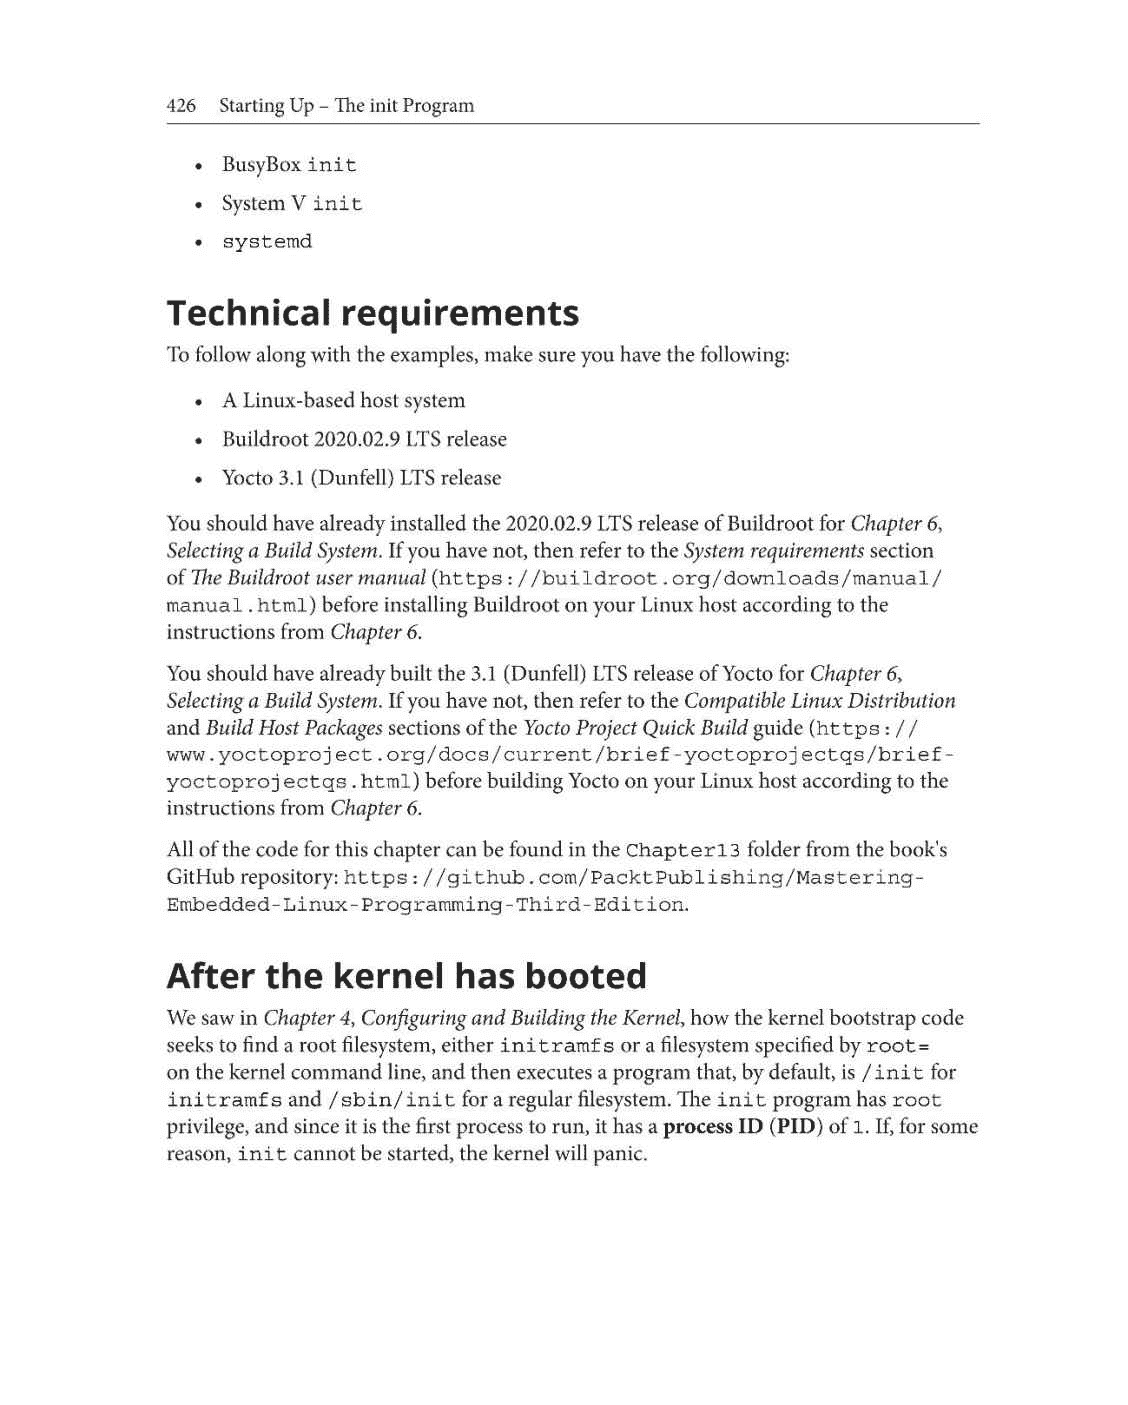 426 Starting Up – The init Program
• BusyBox init
• System V init
• systemd
Technical requirements
To follow along with the examples, make sure you have the following:
• A Linux-based host system
• Buildroot 2020.02.9 LTS release
• Yocto 3.1 (Dunfell) LTS release
You should have already installed the 2020.02.9 LTS release of Buildroot for Chapter 6,
Selecting a Build System. If you have not, then refer to the System requirements section
of The Buildroot user manual (https://buildroot.org/downloads/manual/
manual.html) before installing Buildroot on your Linux host according to the
instructions from Chapter 6.
You should have already built the 3.1 (Dunfell) LTS release of Yocto for Chapter 6,
Selecting a Build System. If you have not, then refer to the Compatible Linux Distribution
and Build Host Packages sections of the Yocto Project Quick Build guide (https://
www.yoctoproject.org/docs/current/brief-yoctoprojectqs/brief-
yoctoprojectqs.html) before building Yocto on your Linux host according to the
instructions from Chapter 6.
All of the code for this chapter can be found in the Chapter13 folder from the book's
GitHub repository: https://github.com/PacktPublishing/Mastering-
Embedded-Linux-Programming-Third-Edition.
After the kernel has booted
We saw in Chapter 4, Configuring and Building the Kernel, how the kernel bootstrap code
seeks to find a root filesystem, either initramfs or a filesystem specified by root=
on the kernel command line, and then executes a program that, by default, is /init for
initramfs and /sbin/init for a regular filesystem. The init program has root
privilege, and since it is the first process to run, it has a process ID (PID) of 1. If, for some
reason, init cannot be started, the kernel will panic.